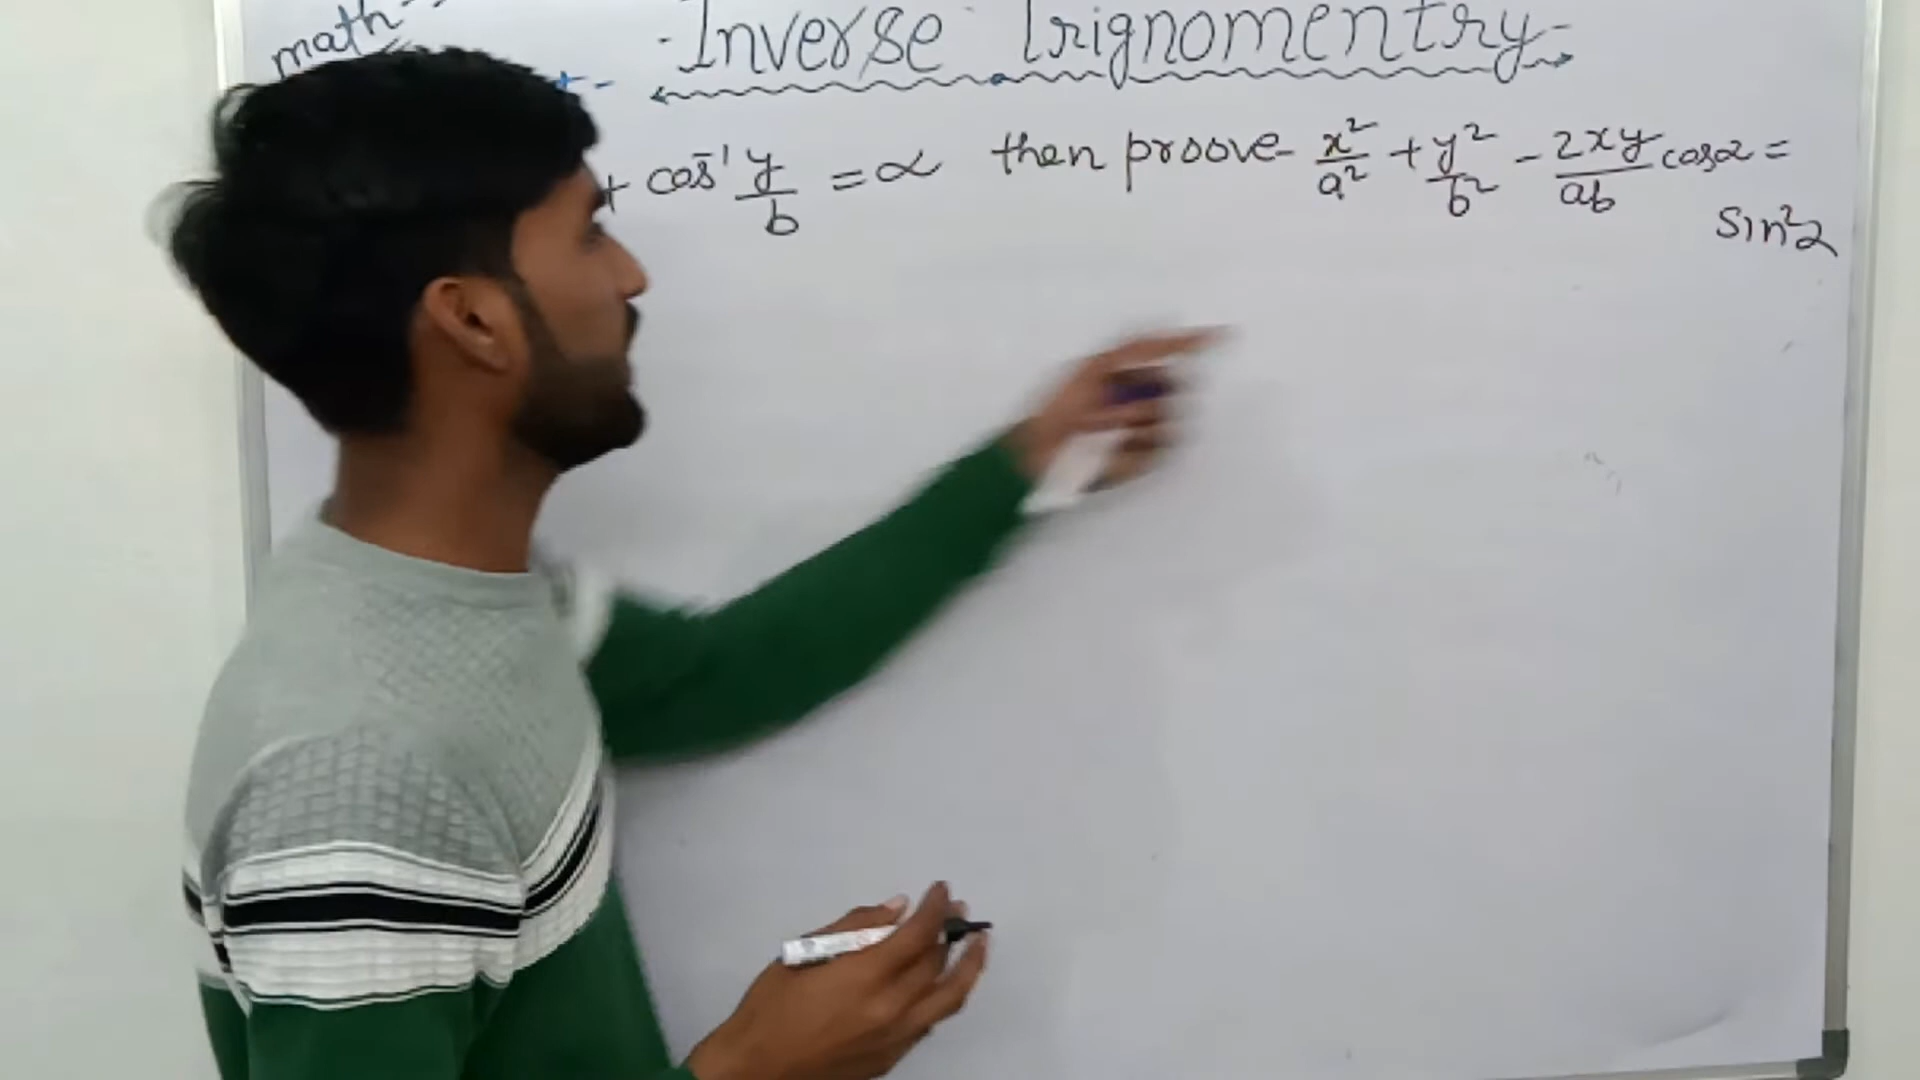 math
-Inverse Trignomentry-
+ cos⁻¹ y/b = α then proove- x²/a² + y²/b² - 2xy/ab cosα =
sin²α